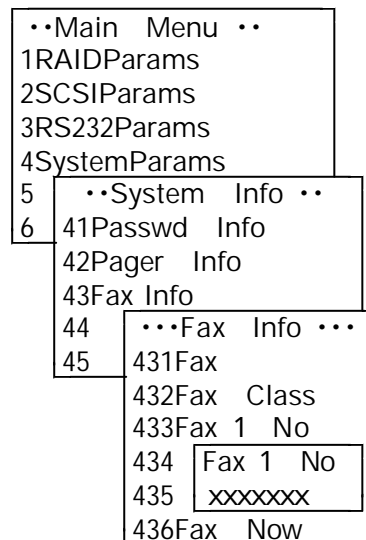 ··Main Menu ··
1RAIDParams
2SCSIParams
3RS232Params
4SystemParams
5
··System Info ··
6
41Passwd Info
42Pager Info
43Fax Info
44
···Fax Info ···
45
431Fax
432Fax Class
433Fax 1 No
434
Fax 1 No
435
xxxxxxx
436Fax Now